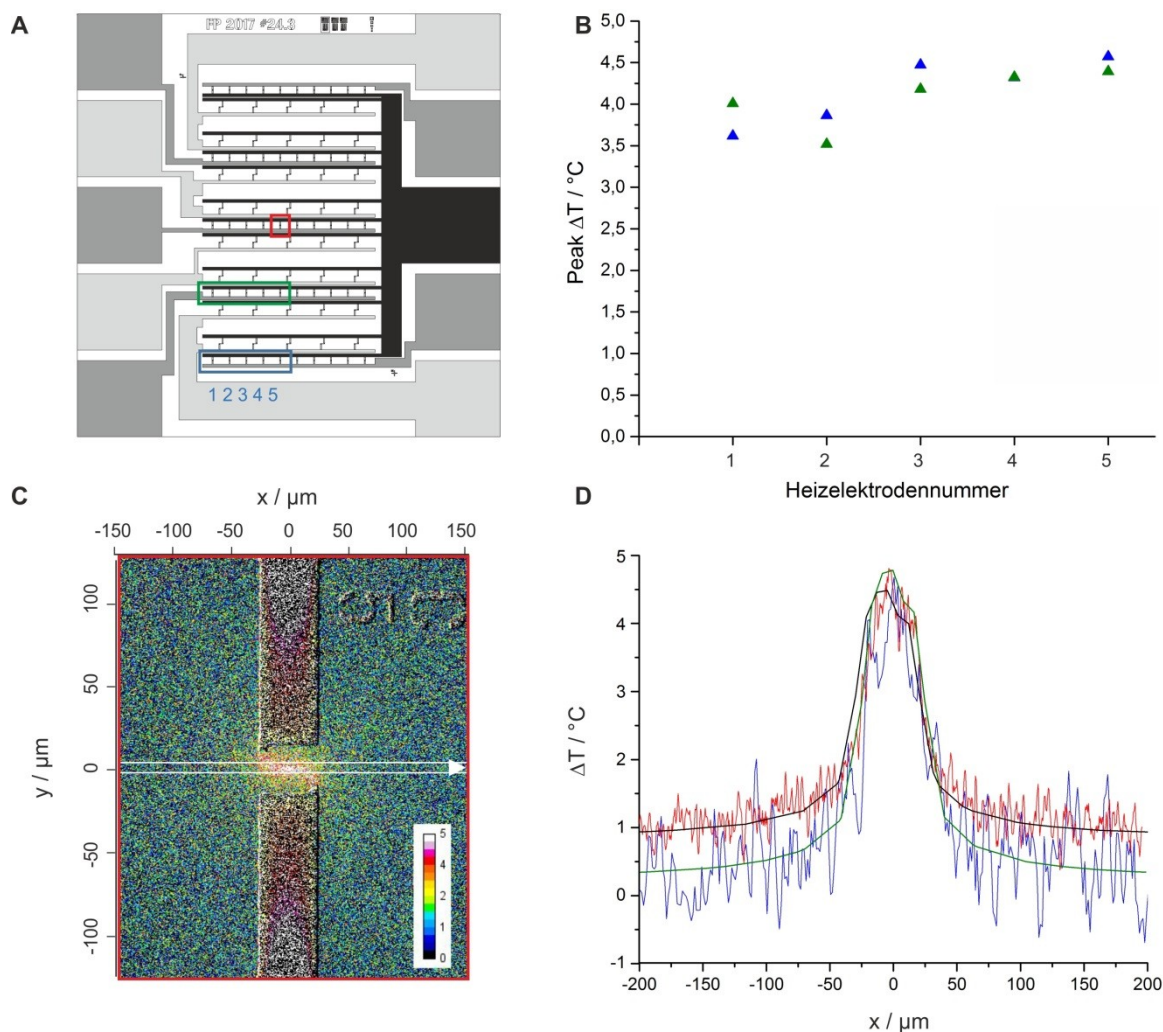 A
FP 2017 #24.3
1 2 3 4 5
B
Peak ΔT / °C
5,0
4,5
4,0
3,5
3,0
2,5
2,0
1,5
1,0
0,5
0,0
1 2 3 4 5
Heizelektrodennummer
C
x / µm
-150 -100 -50 0 50 100 150
y / µm
100
50
0
-50
-100
5
4
2
1
0
D
ΔT / °C
5
4
3
2
1
0
-1
-200 -150 -100 -50 0 50 100 150 200
x / µm